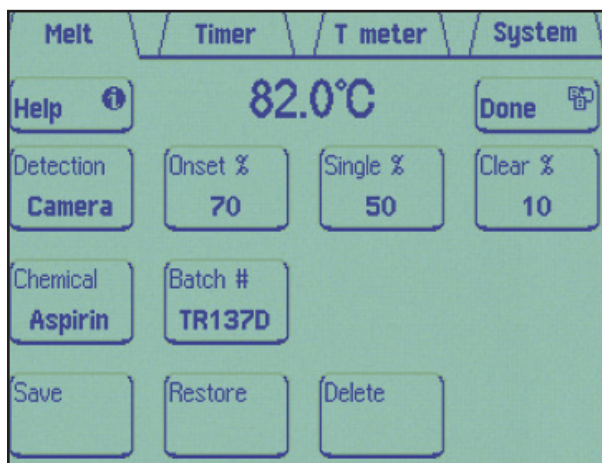 Melt Timer T meter System
Help 82.0°C Done
Detection Onset % Single % Clear %
Camera 70 50 10
Chemical Batch #
Aspirin TR137D
Save Restore Delete